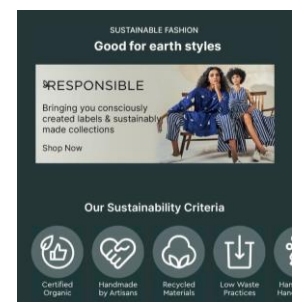 SUSTAINABLE FASHION
Good for earth styles
RESPONSIBLE
Bringing you consciously
created labels & sustainably
made collections
Shop Now
Our Sustainability Criteria
Certified
Organic
Handmade
by Artisans
Recycled
Materials
Low Waste
Practices